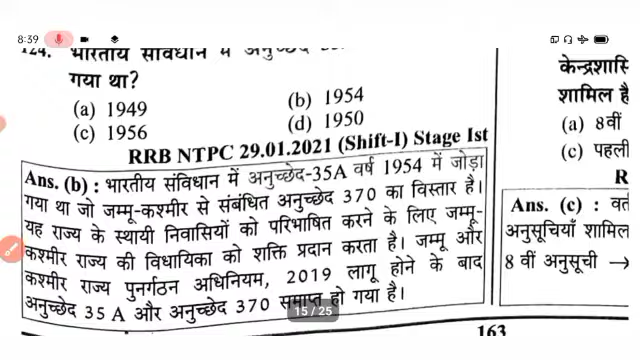 8:39
124. भारतीय संविधान में अनुच्छेद
गया था?
(a) 1949
(b) 1954
(c) 1956
(d) 1950
RRB NTPC 29.01.2021 (Shift-I) Stage Ist
Ans. (b) : भारतीय संविधान में अनुच्छेद-35A वर्ष 1954 में जोड़ा
गया था जो जम्मू-कश्मीर से संबंधित अनुच्छेद 370 का विस्तार है।
यह राज्य के स्थायी निवासियों को परिभाषित करने के लिए जम्मू-
कश्मीर राज्य की विधायिका को शक्ति प्रदान करता है। जम्मू और
कश्मीर राज्य पुनर्गठन अधिनियम, 2019 लागू होने के बाद
अनुच्छेद 35 A और अनुच्छेद 370 समाप्त हो गया है।
15 / 25
केन्द्रशासि
शामिल है
(a) 8वीं
(c) पहली
R
Ans. (c) : वर्त
अनुसूचियाँ शामिल
8 वीं अनुसूची →
163